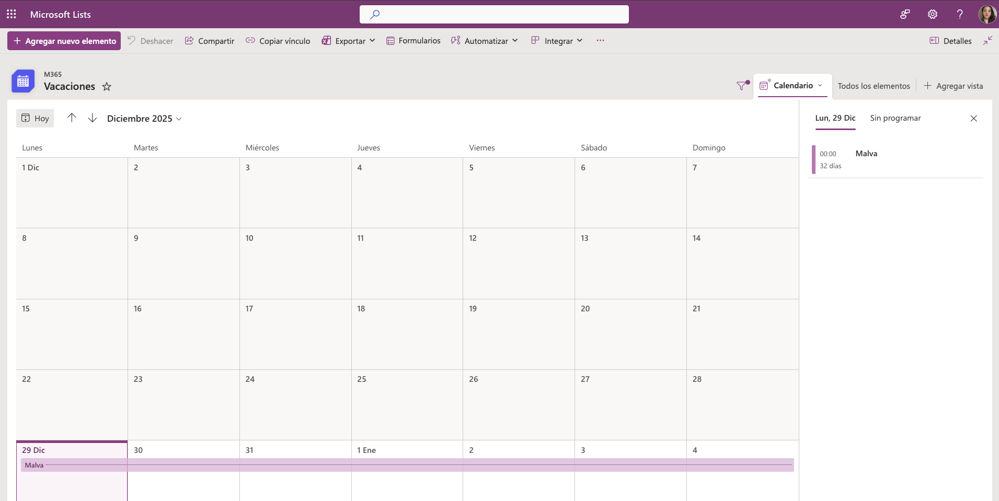 Microsoft Lists
Agregar nuevo elemento Deshacer Compartir Copiar vínculo Exportar Formularios Automatizar Integrar ... Detalles
M365
Vacaciones
Calendario Todos los elementos Agregar vista
Hoy Diciembre 2025
Lunes Martes Miércoles Jueves Viernes Sábado Domingo
1 Dic 2 3 4 5 6 7
8 9 10 11 12 13 14
15 16 17 18 19 20 21
22 23 24 25 26 27 28
29 Dic 30 31 1 Ene 2 3 4
Malva
Lun, 29 Dic Sin programar
00:00 Malva
32 días